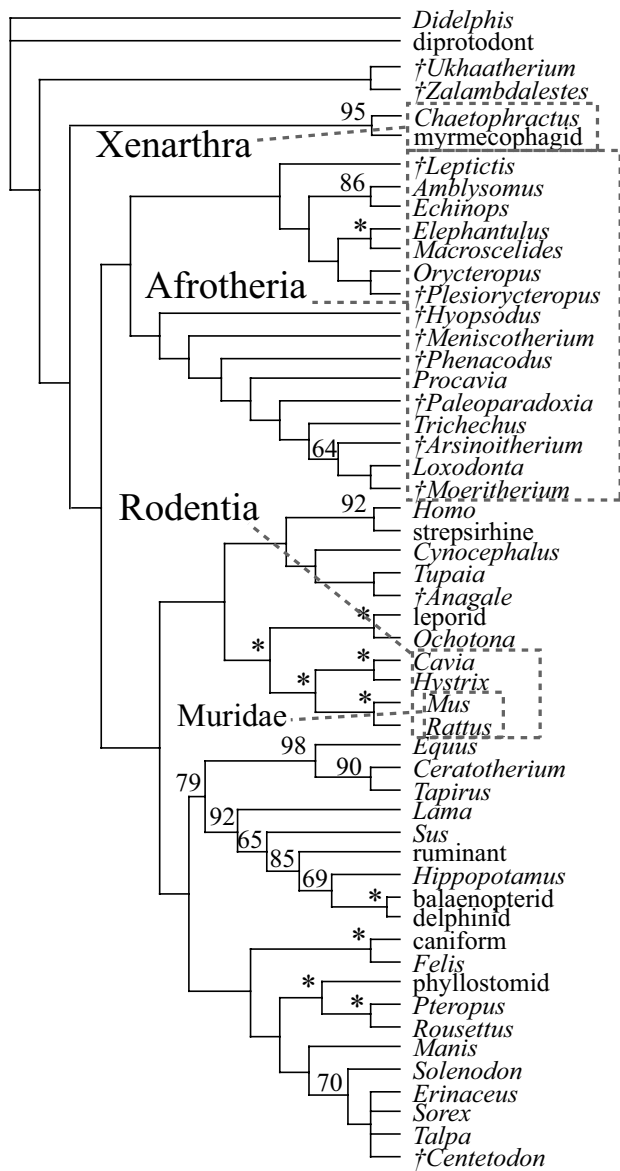 Didelphis
diprotodont
†Ukhaatherium
†Zalambdalestes
95
Chaetophractus
Xenarthra
myrmecophagid
†Leptictis
86
Amblysomus
Echinops
*
Elephantulus
Macroscelides
Orycteropus
Afrotheria
†Plesiorycteropus
†Hyopsodus
†Meniscotherium
†Phenacodus
Procavia
†Paleoparadoxia
Trichechus
64
†Arsinoitherium
Loxodonta
†Moeritherium
Rodentia
92
Homo
strepsirhine
Cynocephalus
Tupaia
†Anagale
*
leporid
Ochotona
*
*
Cavia
*
Hystrix
*
Mus
Muridae
Rattus
98
Equus
90
Ceratotherium
79
Tapirus
92
Lama
65
Sus
85
ruminant
69
Hippopotamus
*
balaenopterid
delphinid
*
caniform
Felis
*
phyllostomid
*
Pteropus
Rousettus
Manis
70
Solenodon
Erinaceus
Sorex
Talpa
†Centetodon